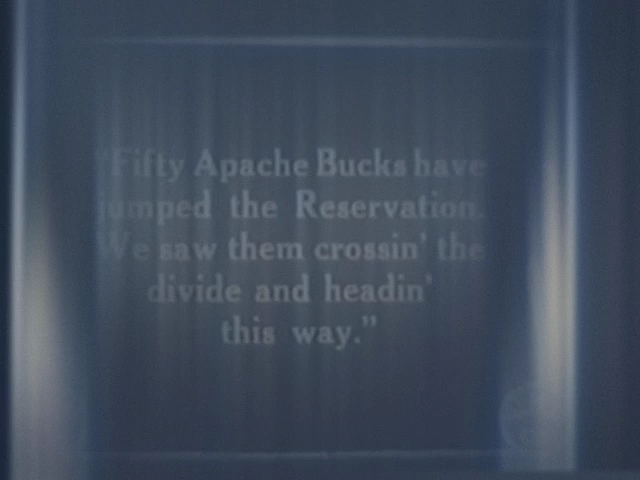 "Fifty Apache Bucks have
jumped the Reservation.
We saw them crossin' the
divide and headin'
this way."